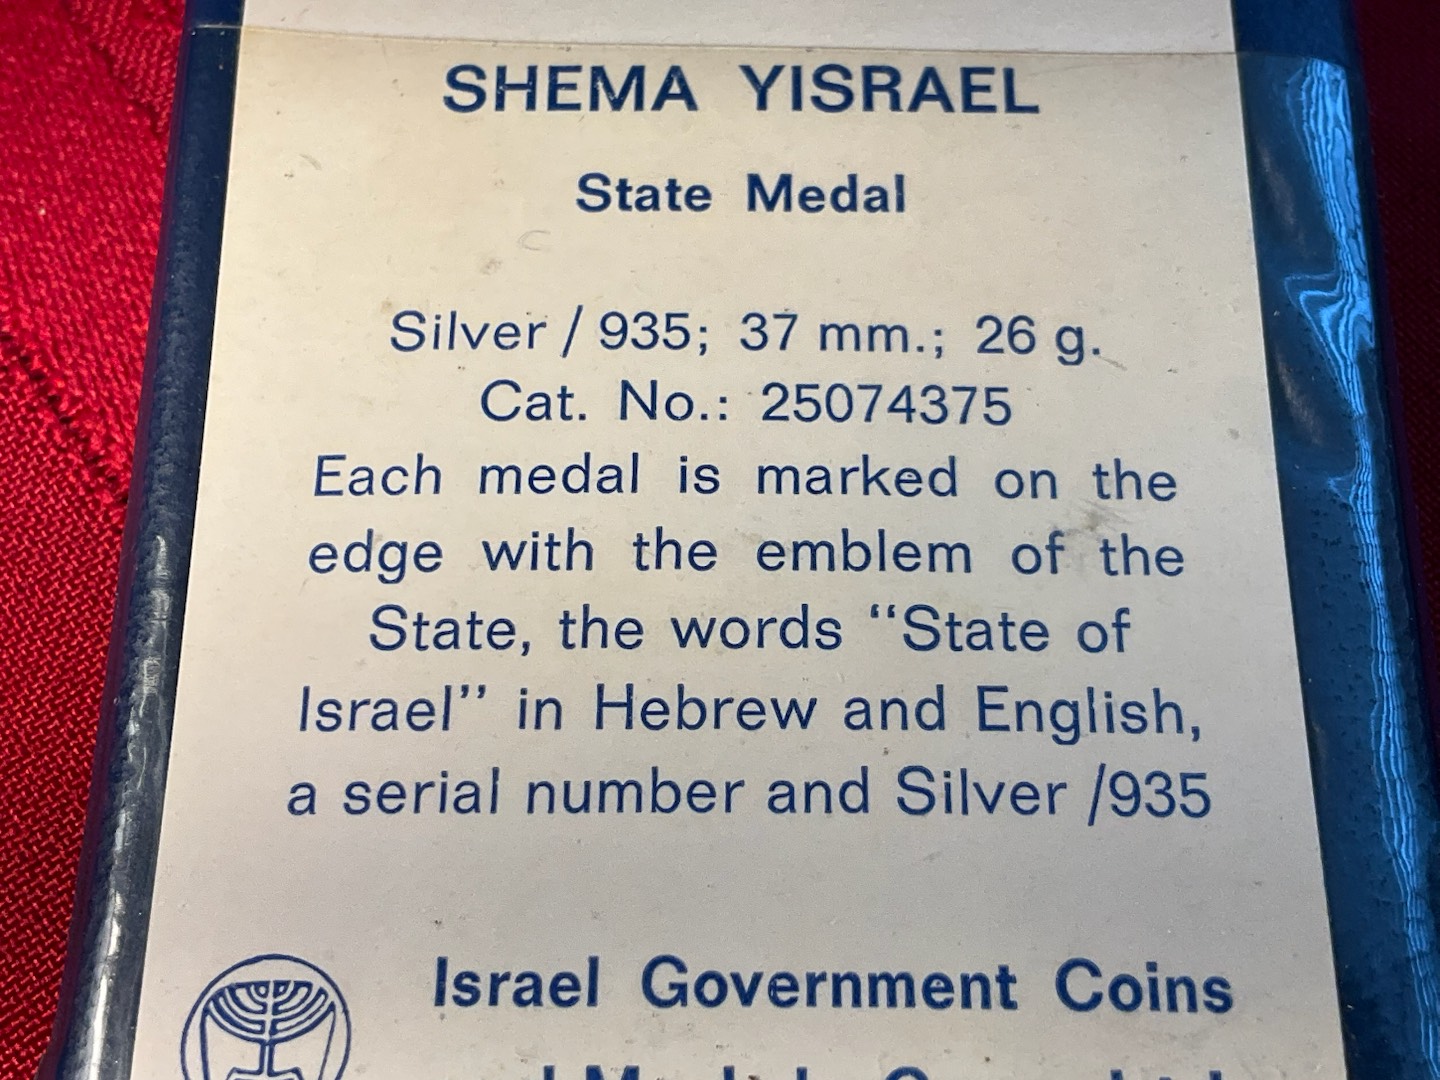 SHEMA YISRAEL
State Medal
Silver / 935; 37 mm.; 26 g.
Cat. No.: 25074375
Each medal is marked on the
edge with the emblem of the
State, the words “State of
Israel” in Hebrew and English,
a serial number and Silver /935
Israel Government Coins